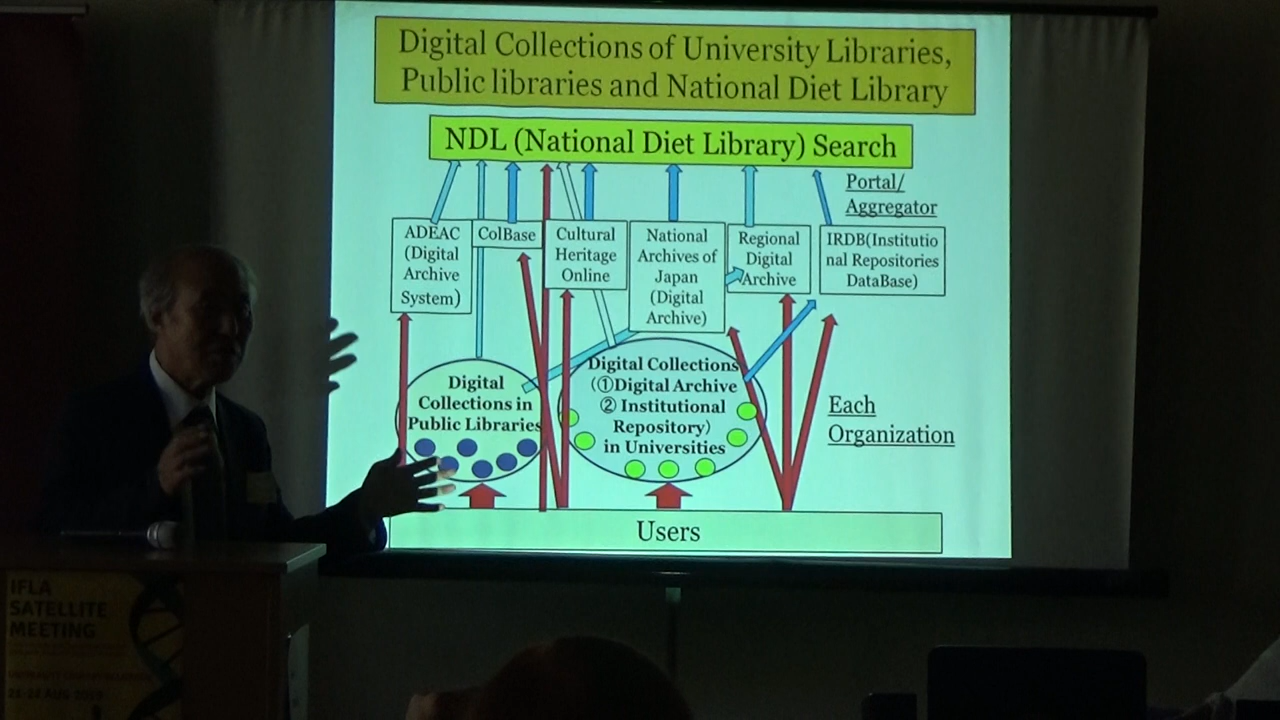 Digital Collections of University Libraries,
Public libraries and National Diet Library
NDL (National Diet Library) Search
Portal/
Aggregator
ADEAC
(Digital
Archive
System)
ColBase
Cultural
Heritage
Online
National
Archives of
Japan
(Digital
Archive)
Regional
Digital
Archive
IRDB(Institutio
nal Repositories
DataBase)
Digital
Collections in
Public Libraries
Digital Collections
(①Digital Archive
② Institutional
Repository)
in Universities
Each
Organization
Users
IFLA
SATELLITE
MEETING